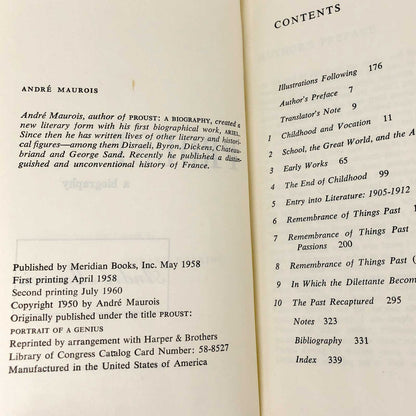 ANDRÉ MAUROIS
André Maurois, author of PROUST: A BIOGRAPHY, created a
new literary form with his first biographical work, ARIEL.
Since then he has written lives of other literary and histori-
cal figures—among them Disraeli, Byron, Dickens, Chateau-
briand and George Sand. Recently he published a distin-
guished and unconventional history of France.
Published by Meridian Books, Inc. May 1958
First printing April 1958
Second printing July 1960
Copyright 1950 by André Maurois
Originally published under the title PROUST:
PORTRAIT OF A GENIUS
Reprinted by arrangement with Harper & Brothers
Library of Congress Catalog Card Number: 58-8527
Manufactured in the United States of America
CONTENTS
Illustrations Following 176
Author's Preface 7
Translator's Note 9
1 Childhood and Vocation 11
2 School, the Great World, and the A
3 Early Works 65
4 The End of Childhood 99
5 Entry into Literature: 1905-1912
6 Remembrance of Things Past
7 Remembrance of Things Past
Passions 200
8 Remembrance of Things Past (
9 In Which the Dilettante Becom
10 The Past Recaptured 295
Notes 323
Bibliography 331
Index 339